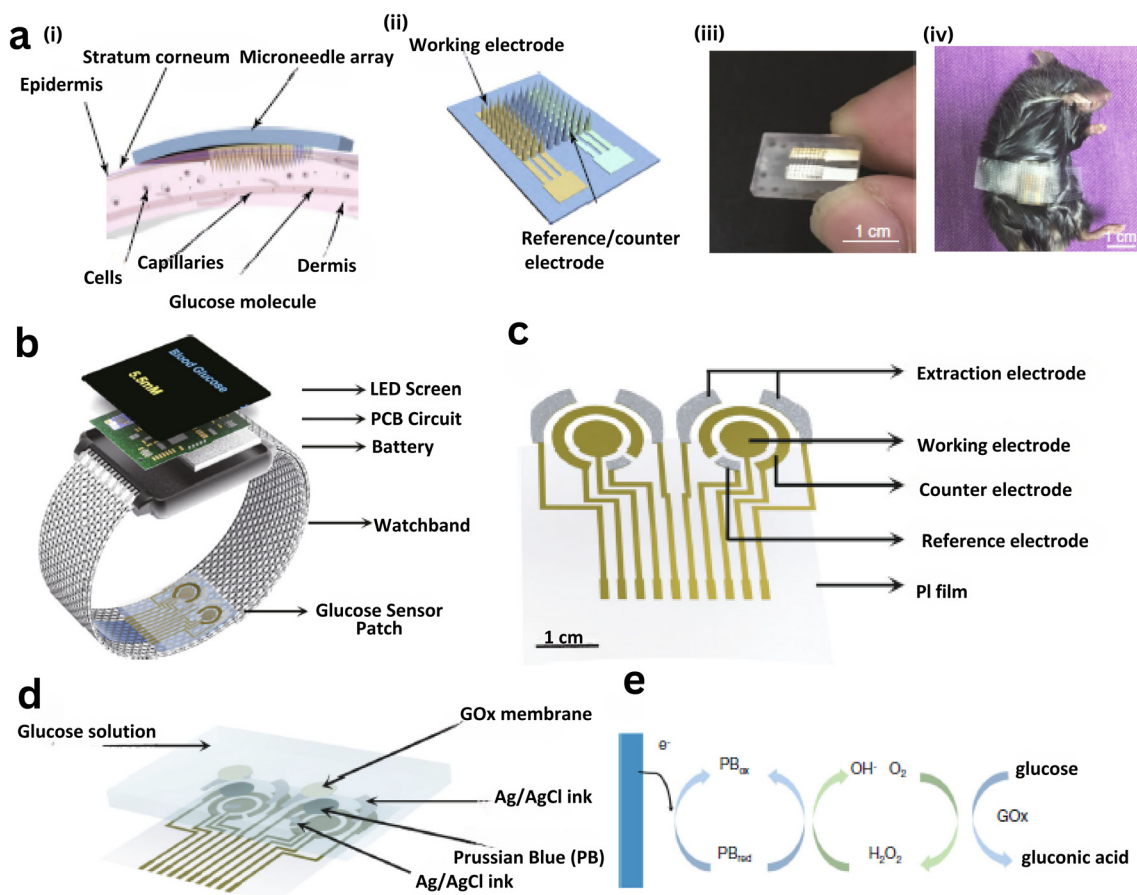 a (i)
Stratum corneum
Microneedle array
Epidermis
Cells
Capillaries
Dermis
Glucose molecule
(ii)
Working electrode
Reference/counter
electrode
(iii)
1 cm
(iv)
1 cm
b
Blood Glucose
5.5mM
LED Screen
PCB Circuit
Battery
Watchband
Glucose Sensor
Patch
c
Extraction electrode
Working electrode
Counter electrode
Reference electrode
PI film
1 cm
d
Glucose solution
GOx membrane
Ag/AgCl ink
Prussian Blue (PB)
Ag/AgCl ink
e
e-
PBox
OH- O2
glucose
GOx
PBred
H2O2
gluconic acid